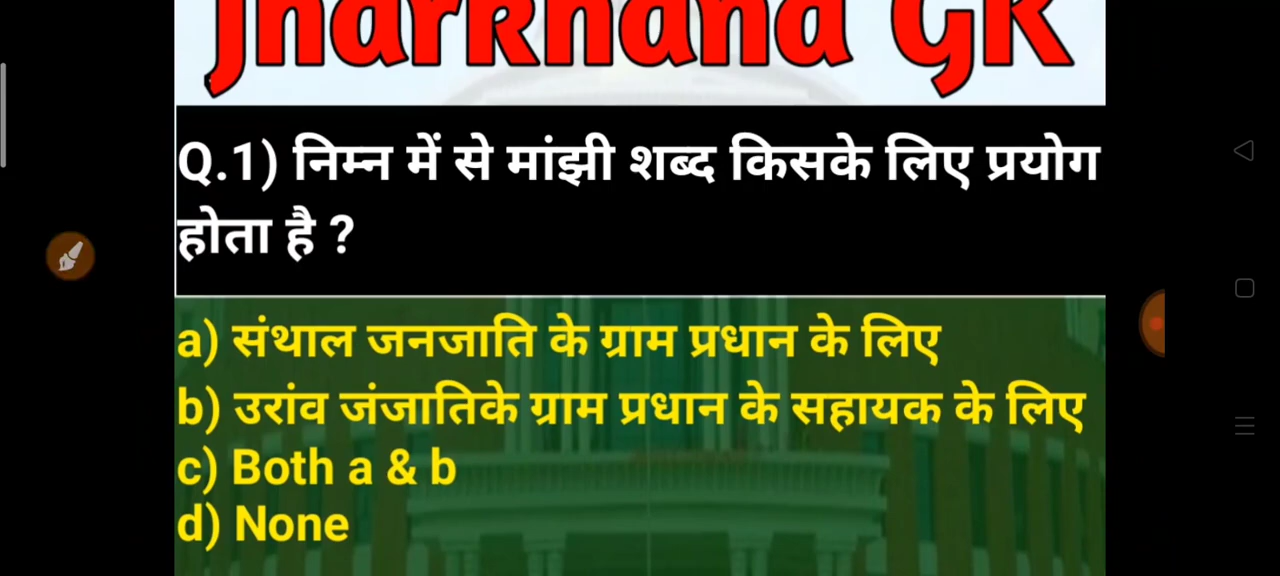 Jharkhand GK
Q.1) निम्न में से मांझी शब्द किसके लिए प्रयोग
होता है ?
a) संथाल जनजाति के ग्राम प्रधान के लिए
b) उरांव जंजातिके ग्राम प्रधान के सहायक के लिए
c) Both a & b
d) None